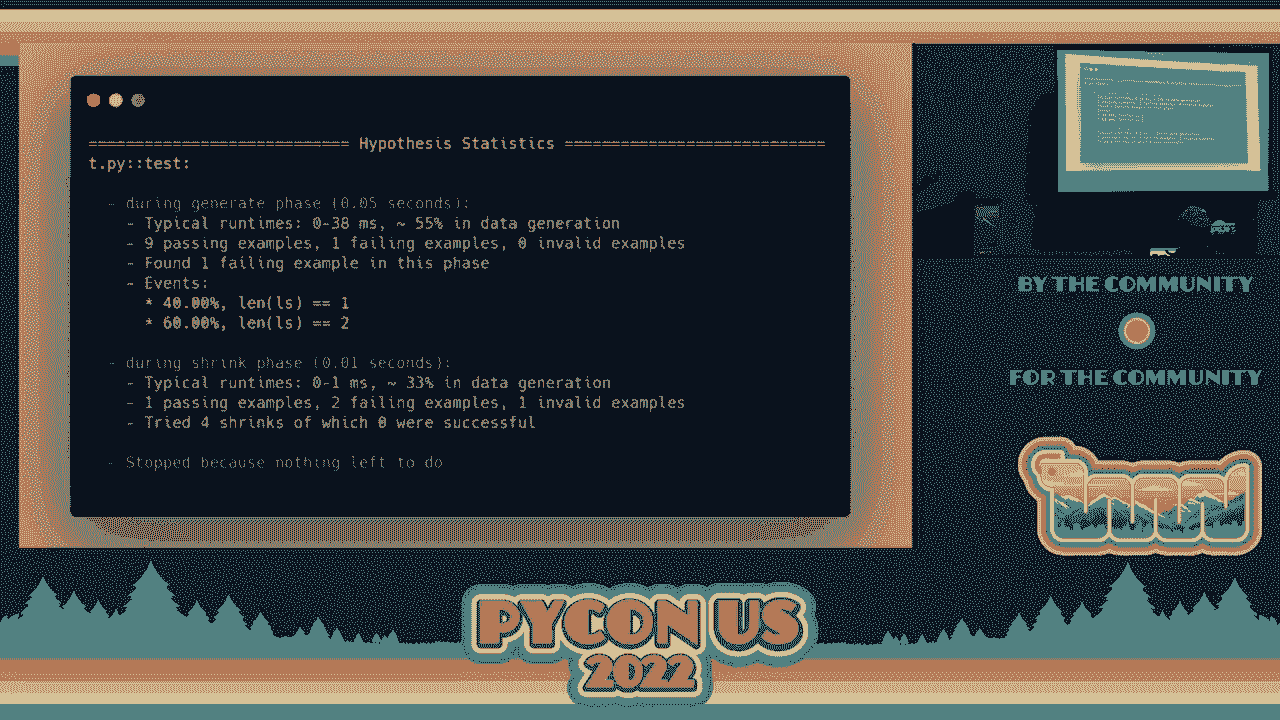 ========================== Hypothesis Statistics ==========================
t.py::test:
- during generate phase (0.05 seconds):
- Typical runtimes: 0-38 ms, ~ 55% in data generation
- 9 passing examples, 1 failing examples, 0 invalid examples
- Found 1 failing example in this phase
- Events:
* 40.00%, len(ls) == 1
* 60.00%, len(ls) == 2
- during shrink phase (0.01 seconds):
- Typical runtimes: 0-1 ms, ~ 33% in data generation
- 1 passing examples, 2 failing examples, 1 invalid examples
- Tried 4 shrinks of which 0 were successful
- Stopped because nothing left to do
BY THE COMMUNITY
FOR THE COMMUNITY
PYCON US
2022